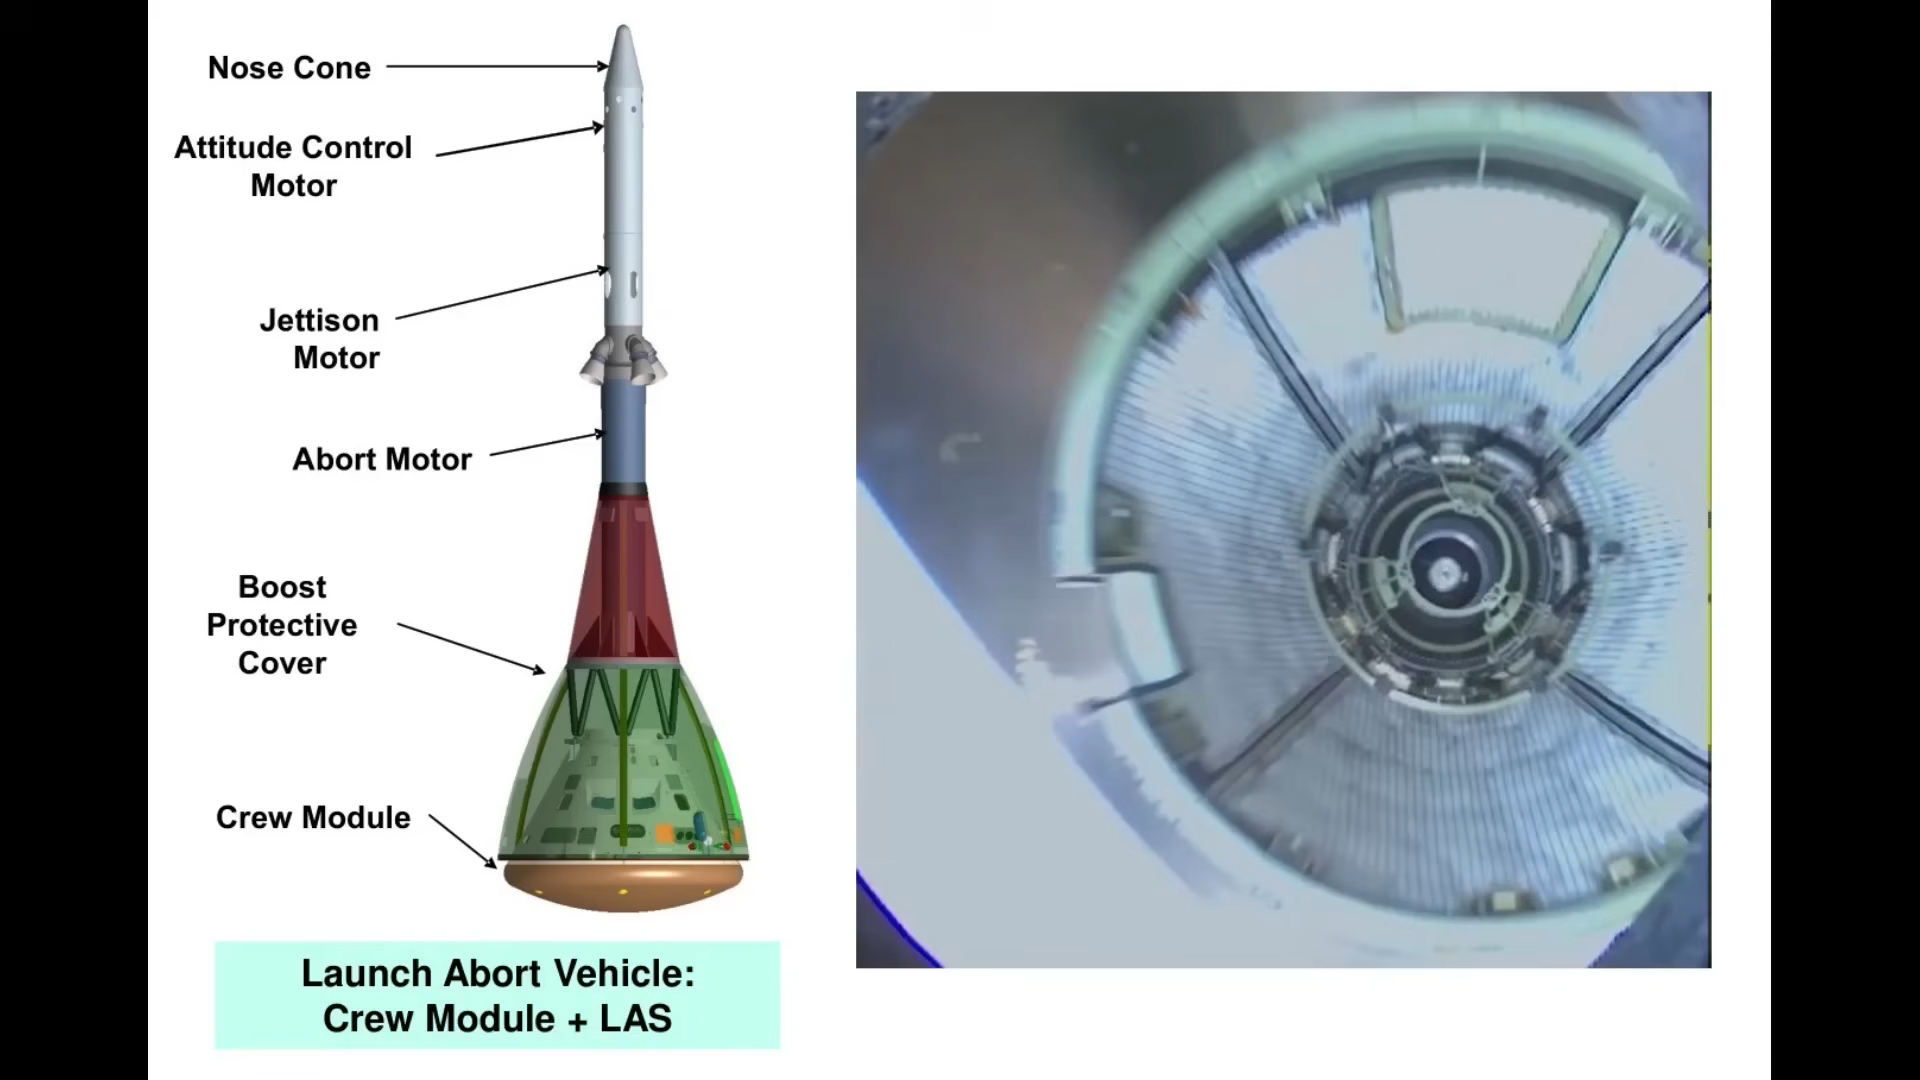 Nose Cone
Attitude Control
Motor
Jettison
Motor
Abort Motor
Boost
Protective
Cover
Crew Module
Launch Abort Vehicle:
Crew Module + LAS